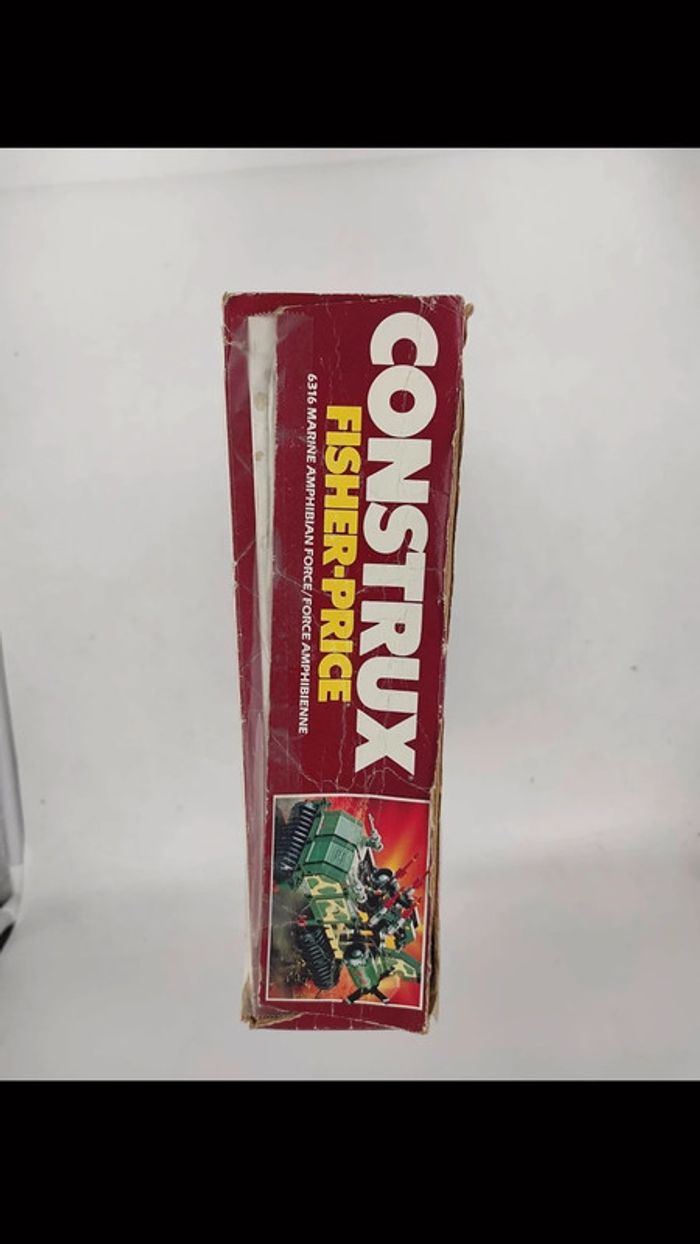 CONSTRUX
FISHER-PRICE
6316 MARINE AMPHIBIAN FORCE/FORCE AMPHIBIENNE